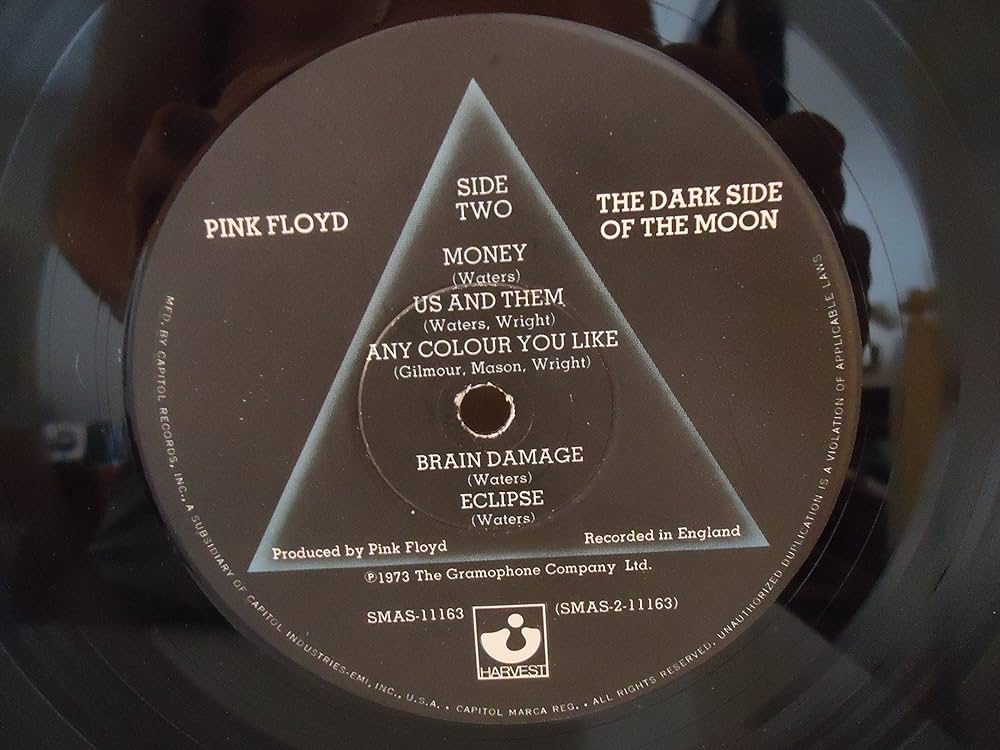 SIDE
TWO
PINK FLOYD
THE DARK SIDE
OF THE MOON
MONEY
(Waters)
US AND THEM
(Waters, Wright)
ANY COLOUR YOU LIKE
(Gilmour, Mason, Wright)
BRAIN DAMAGE
(Waters)
ECLIPSE
(Waters)
Produced by Pink Floyd
Recorded in England
℗1973 The Gramophone Company Ltd.
SMAS-11163
(SMAS-2-11163)
HARVEST
MFD. BY CAPITOL RECORDS, INC., A SUBSIDIARY OF CAPITOL INDUSTRIES-EMI, INC., U.S.A. • CAPITOL MARCA REG. • ALL RIGHTS RESERVED. UNAUTHORIZED DUPLICATION IS A VIOLATION OF APPLICABLE LAWS